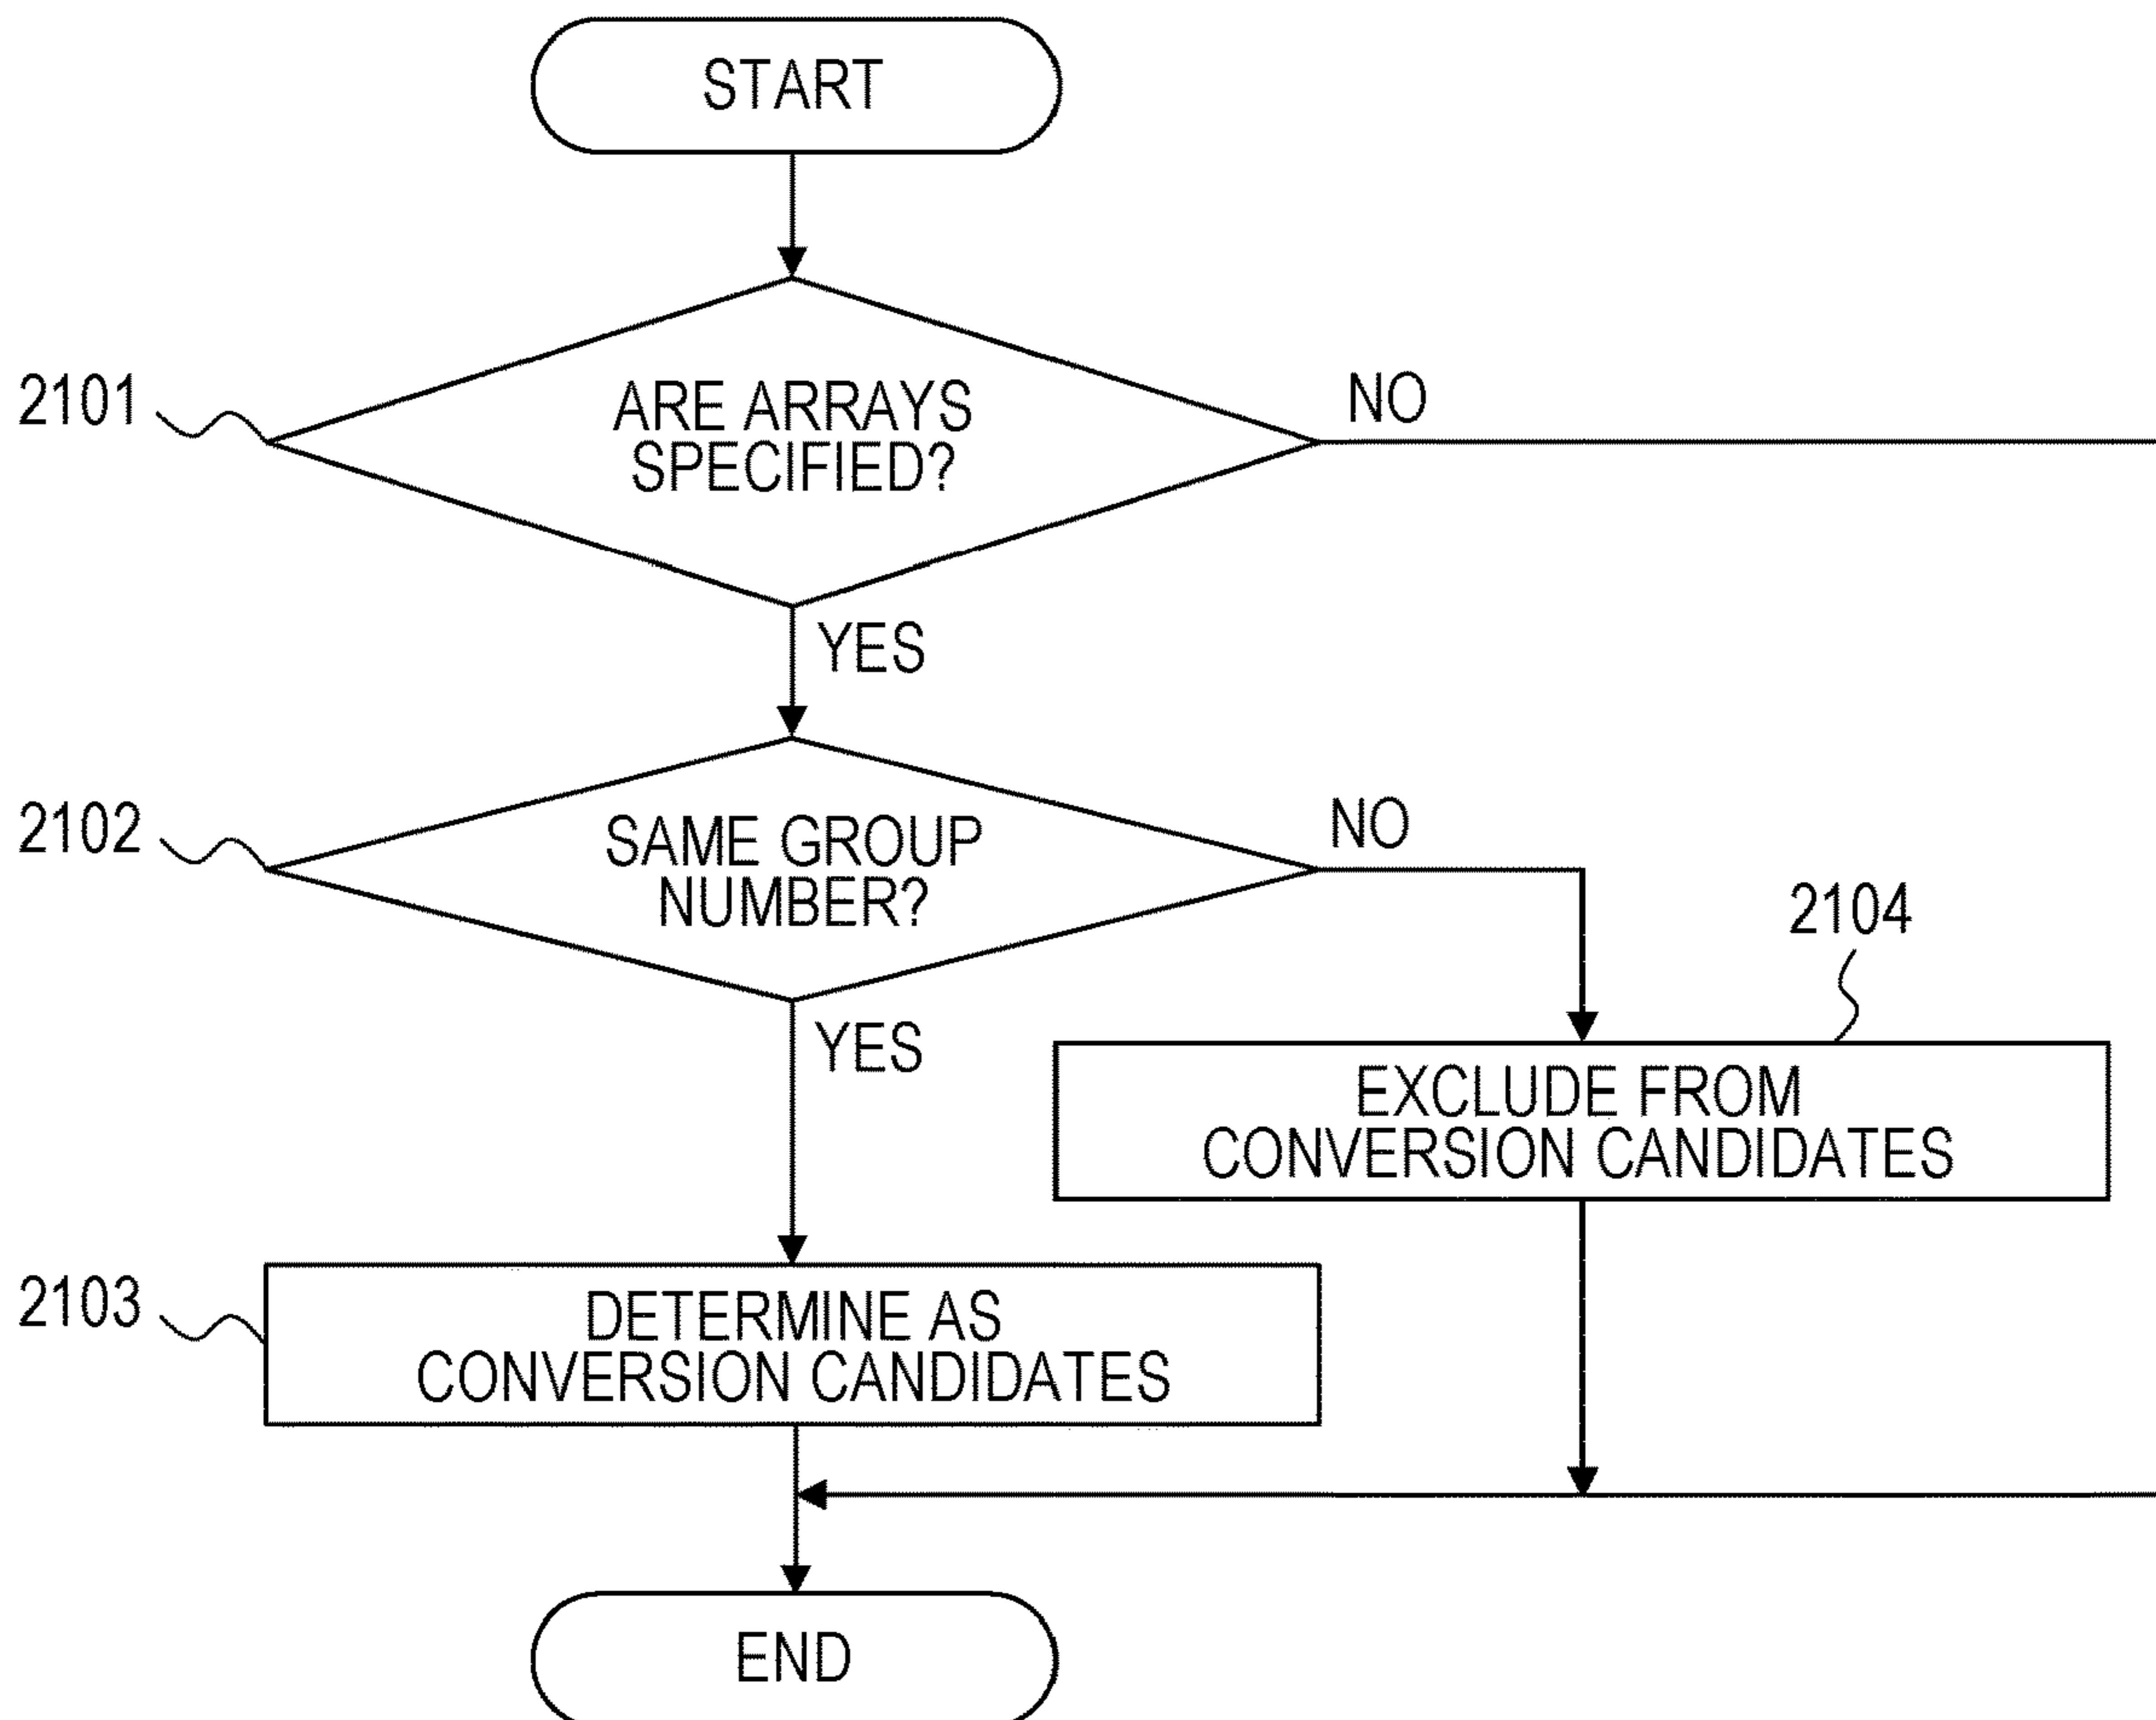 START
2101
ARE ARRAYS
SPECIFIED?
NO
YES
2102
SAME GROUP
NUMBER?
NO
2104
YES
EXCLUDE FROM
CONVERSION CANDIDATES
2103
DETERMINE AS
CONVERSION CANDIDATES
END